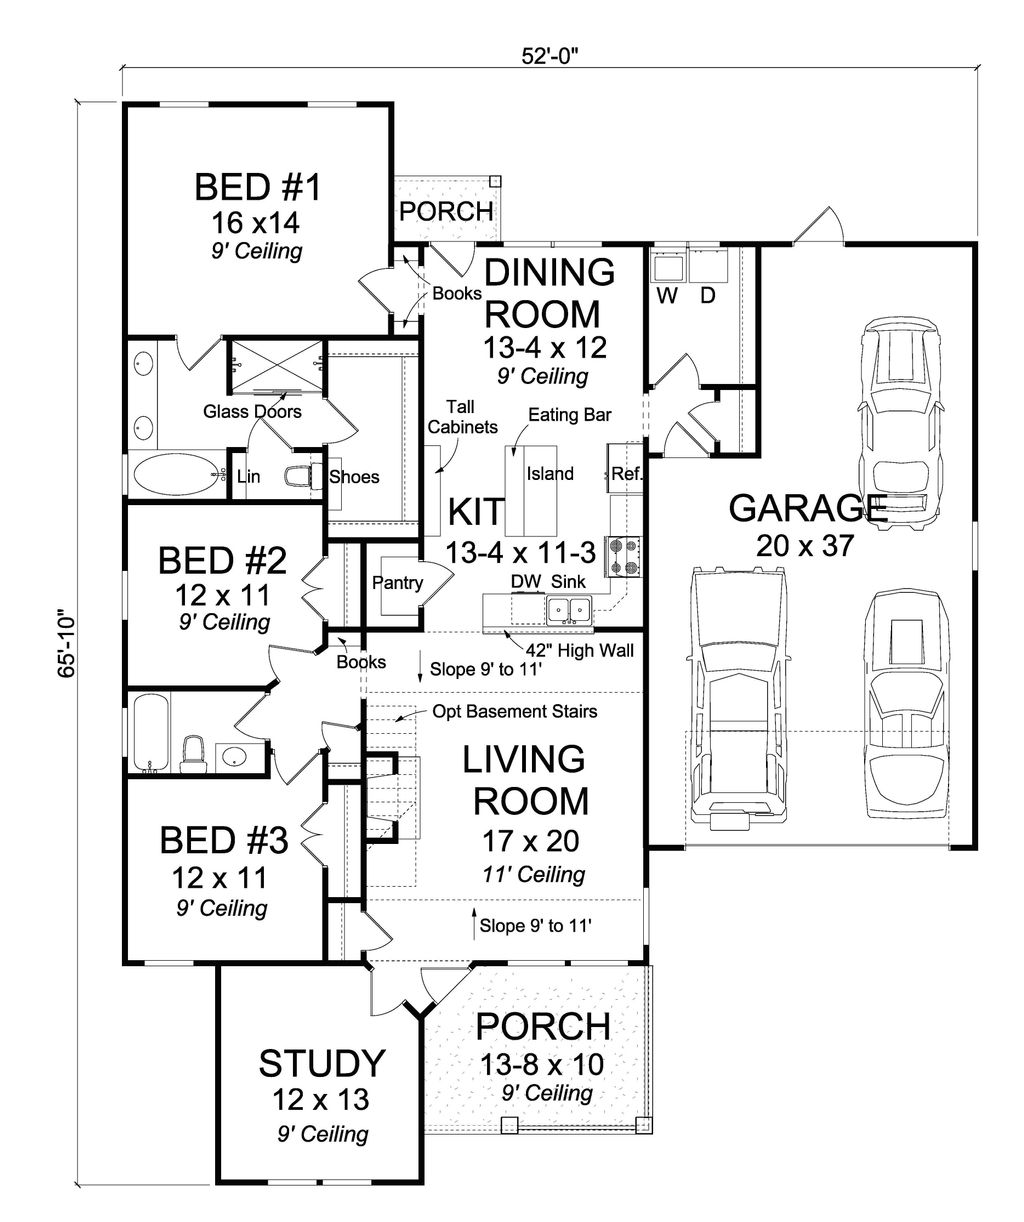 52'-0"
65'-10"
BED #1
16 x14
9' Ceiling
PORCH
Books
DINING
ROOM
13-4 x 12
9' Ceiling
W D
Glass Doors
Tall
Cabinets
Eating Bar
Lin
Shoes
Island
Ref.
KIT
13-4 x 11-3
GARAGE
20 x 37
BED #2
12 x 11
9' Ceiling
Pantry
DW Sink
42" High Wall
Books
Slope 9' to 11'
Opt Basement Stairs
LIVING
ROOM
17 x 20
11' Ceiling
BED #3
12 x 11
9' Ceiling
Slope 9' to 11'
PORCH
13-8 x 10
9' Ceiling
STUDY
12 x 13
9' Ceiling